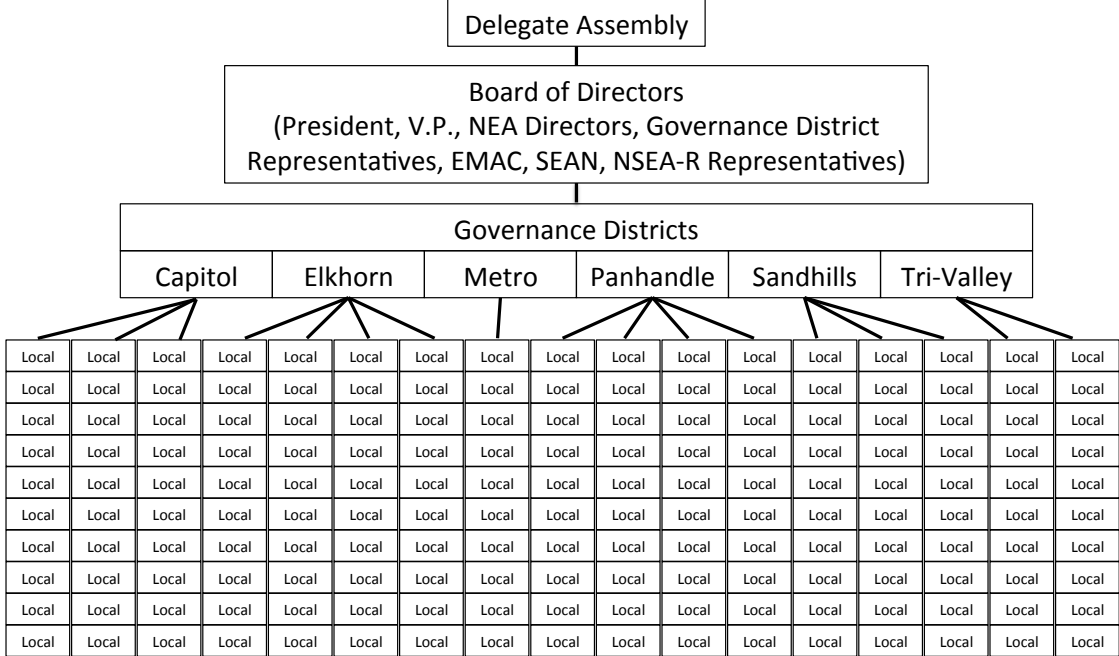 Delegate Assembly
Board of Directors
(President, V.P., NEA Directors, Governance District
Representatives, EMAC, SEAN, NSEA-R Representatives)
Governance Districts
Capitol Elkhorn Metro Panhandle Sandhills Tri-Valley
Local Local Local Local Local Local Local Local Local Local Local Local Local Local Local Local Local
Local Local Local Local Local Local Local Local Local Local Local Local Local Local Local Local Local
Local Local Local Local Local Local Local Local Local Local Local Local Local Local Local Local Local
Local Local Local Local Local Local Local Local Local Local Local Local Local Local Local Local Local
Local Local Local Local Local Local Local Local Local Local Local Local Local Local Local Local Local
Local Local Local Local Local Local Local Local Local Local Local Local Local Local Local Local Local
Local Local Local Local Local Local Local Local Local Local Local Local Local Local Local Local Local
Local Local Local Local Local Local Local Local Local Local Local Local Local Local Local Local Local
Local Local Local Local Local Local Local Local Local Local Local Local Local Local Local Local Local
Local Local Local Local Local Local Local Local Local Local Local Local Local Local Local Local Local